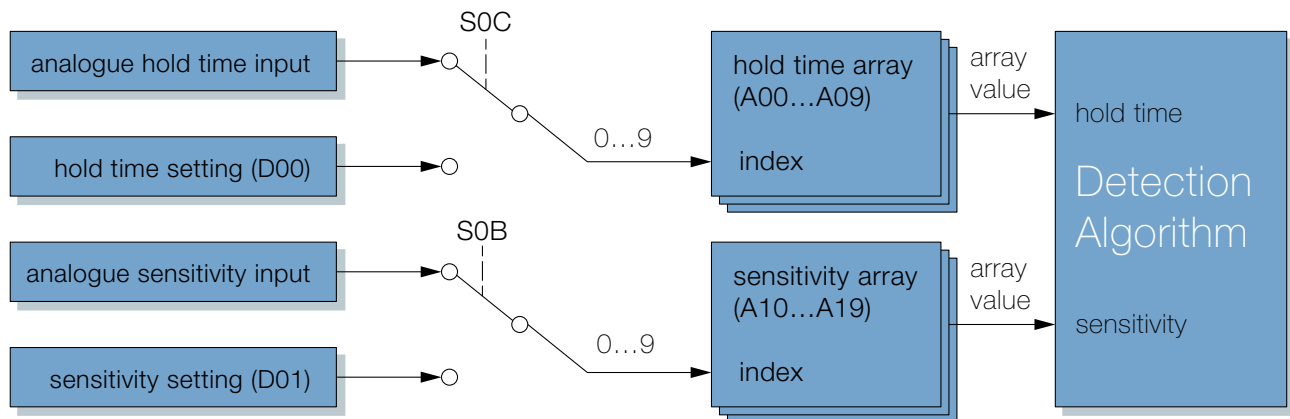 analogue hold time input
hold time setting (D00)
analogue sensitivity input
sensitivity setting (D01)
S0C
0...9
S0B
0...9
hold time array
(A00...A09)
index
sensitivity array
(A10...A19)
index
array
value
array
value
hold time
Detection
Algorithm
sensitivity